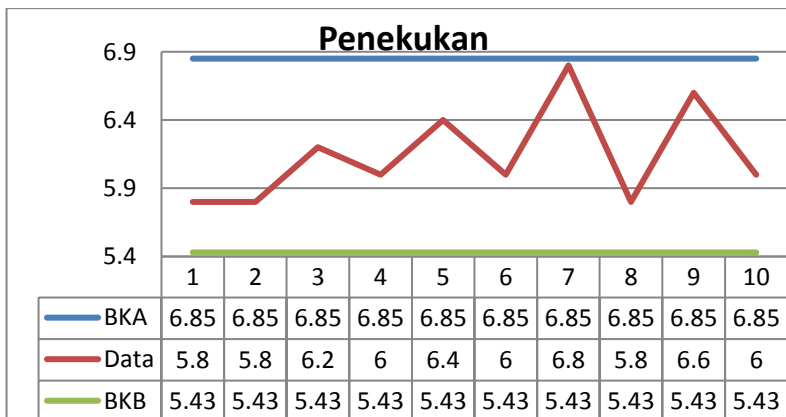 Penekukan
6.9
6.4
5.9
5.4
1 2 3 4 5 6 7 8 9 10
BKA 6.85 6.85 6.85 6.85 6.85 6.85 6.85 6.85 6.85 6.85
Data 5.8 5.8 6.2 6 6.4 6 6.8 5.8 6.6 6
BKB 5.43 5.43 5.43 5.43 5.43 5.43 5.43 5.43 5.43 5.43